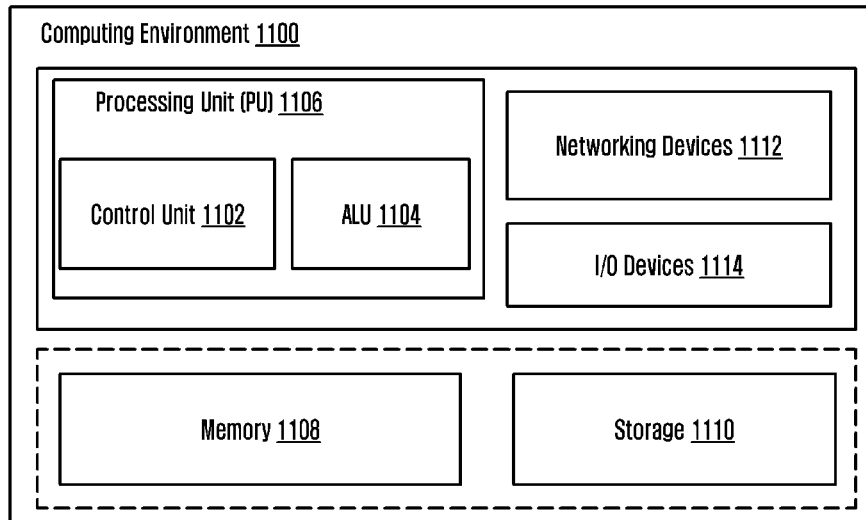 Computing Environment 1100
Processing Unit (PU) 1106
Control Unit 1102
ALU 1104
Networking Devices 1112
I/O Devices 1114
Memory 1108
Storage 1110